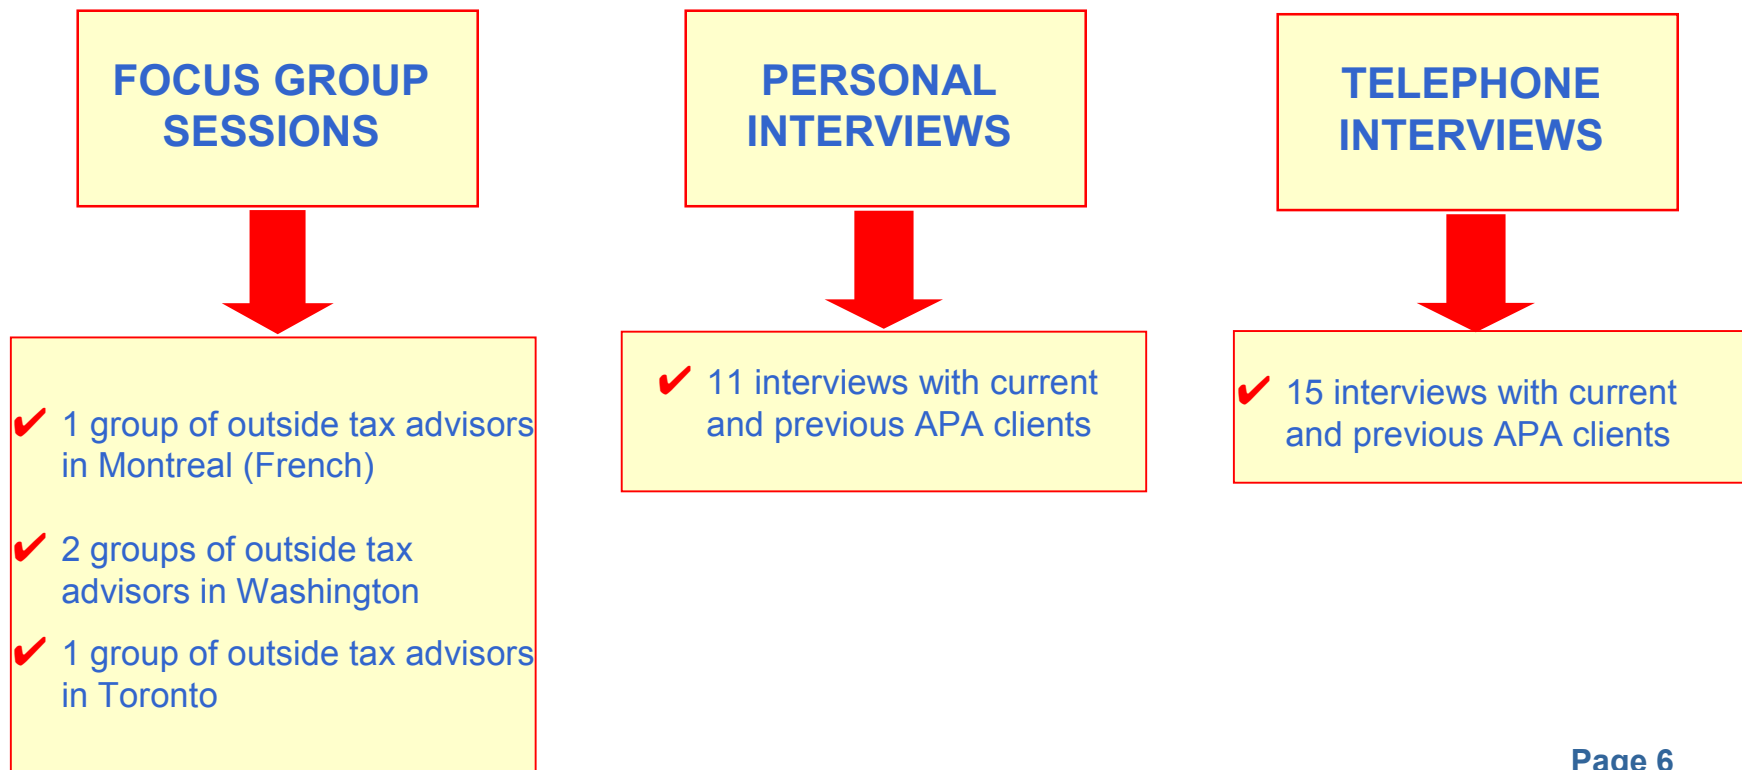 FOCUS GROUP
SESSIONS
PERSONAL
INTERVIEWS
TELEPHONE
INTERVIEWS
✔ 1 group of outside tax advisors
in Montreal (French)
✔ 2 groups of outside tax
advisors in Washington
✔ 1 group of outside tax advisors
in Toronto
✔ 11 interviews with current
and previous APA clients
✔ 15 interviews with current
and previous APA clients
Page 6